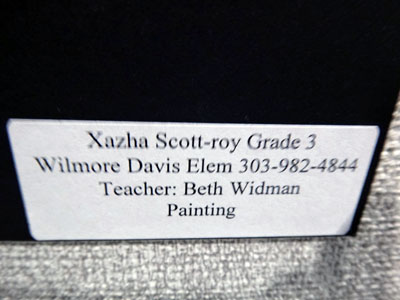 Xazha Scott-roy Grade 3
Wilmore Davis Elem 303-982-4844
Teacher: Beth Widman
Painting